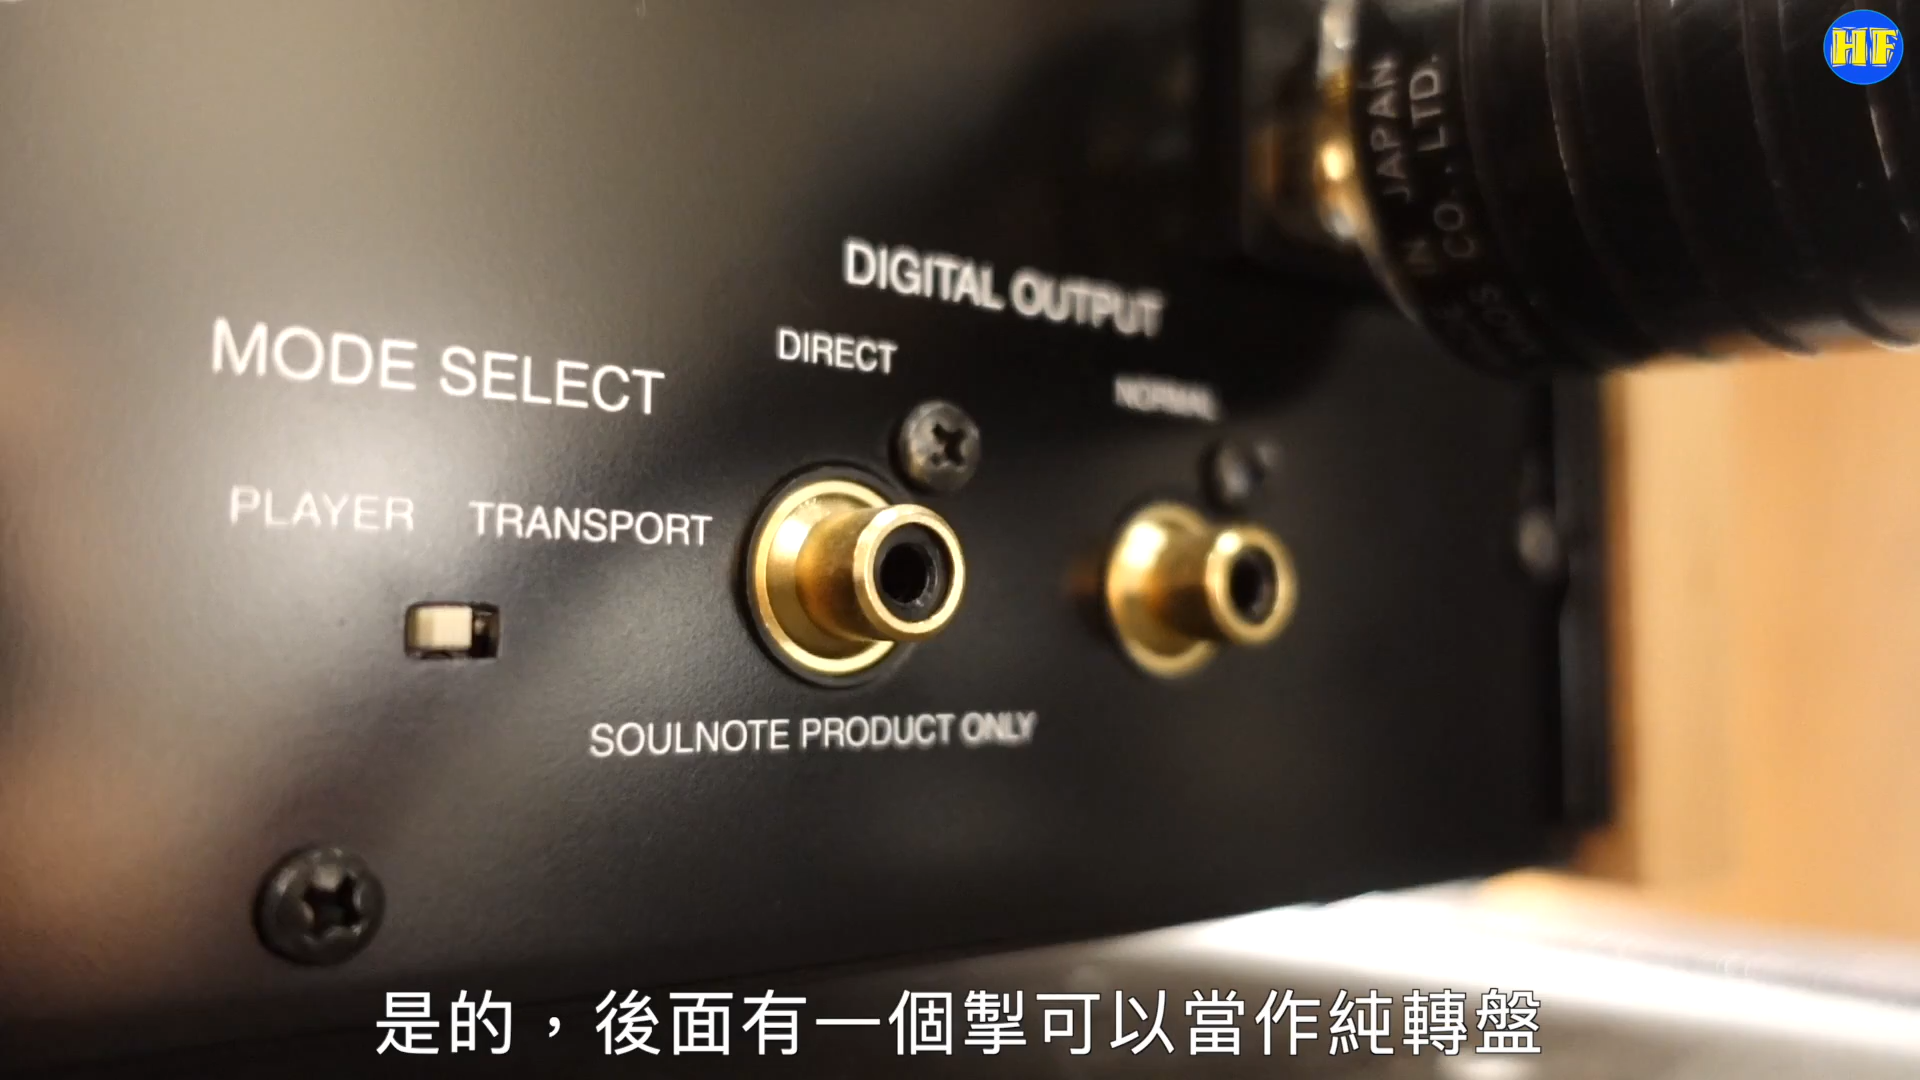 HF
IN JAPAN
CO., LTD.
DIGITAL OUTPUT
MODE SELECT
DIRECT
NORMAL
PLAYER TRANSPORT
SOULNOTE PRODUCT ONLY
是的，後面有一個掣可以當作純轉盤